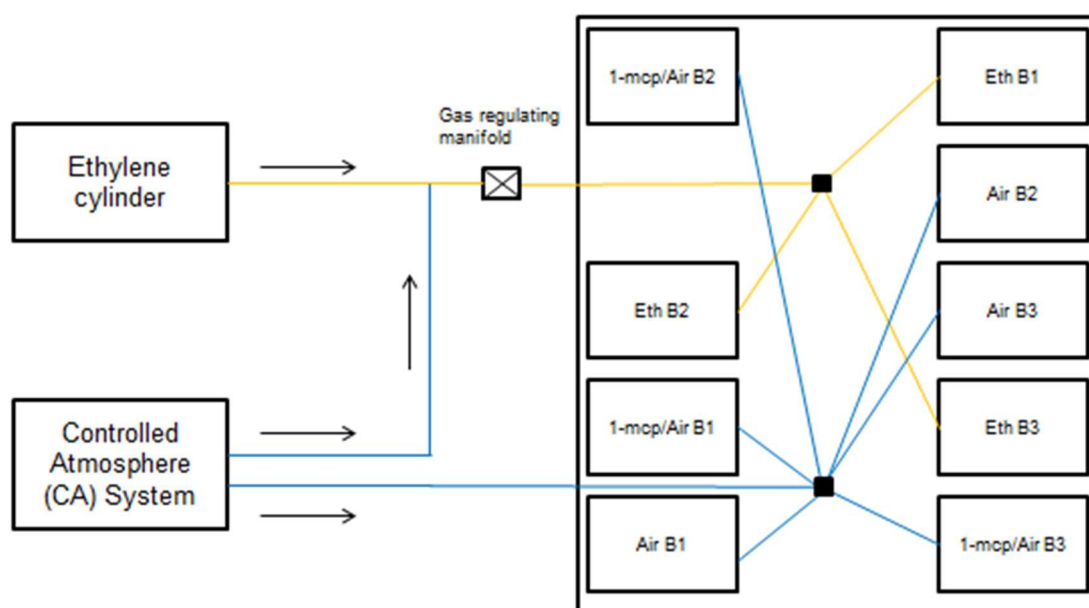 1-mcp/Air B2
Eth B1
Gas regulating
manifold
Ethylene
cylinder
Air B2
Eth B2
Air B3
Controlled
Atmosphere
(CA) System
1-mcp/Air B1
Eth B3
Air B1
1-mcp/Air B3